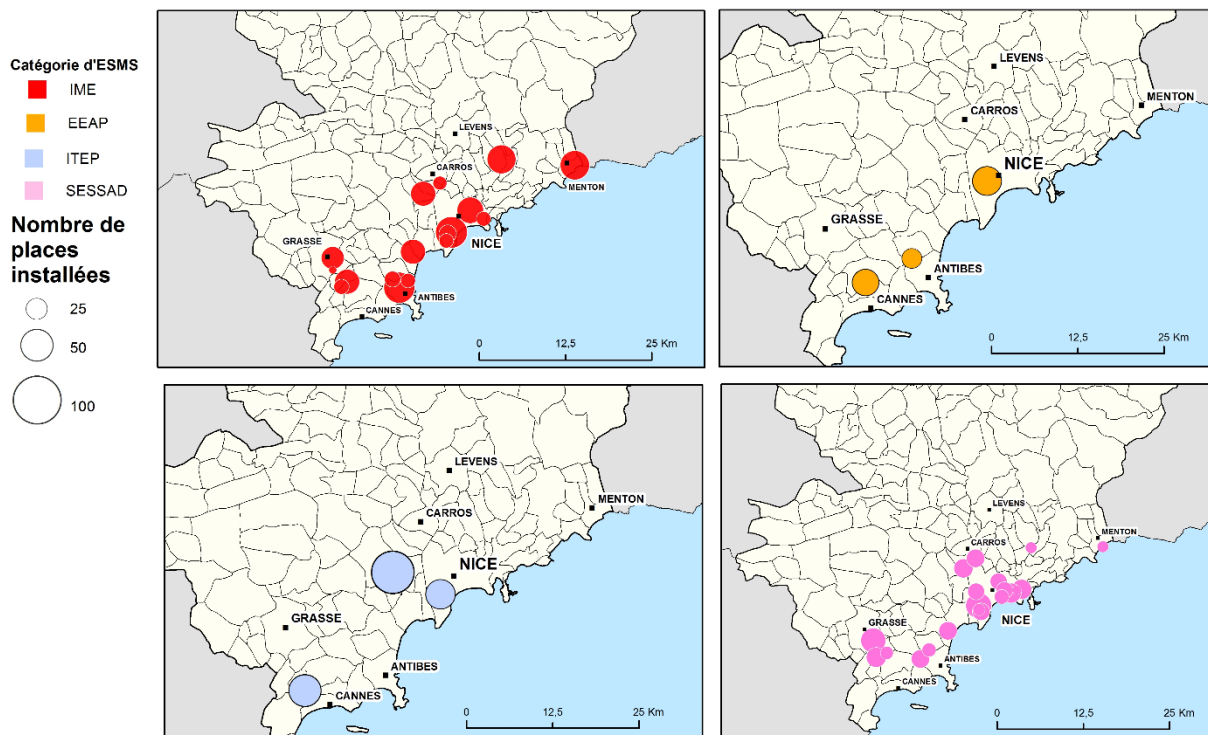 Catégorie d'ESMS
IME
EEAP
ITEP
SESSAD
Nombre de
places
installées
25
50
100
LEVENS
CARROS
MENTON
NICE
GRASSE
ANTIBES
CANNES
0 12,5 25 Km
LEVENS
MENTON
CARROS
NICE
GRASSE
ANTIBES
CANNES
0 12,5 25 Km
LEVENS
MENTON
CARROS
NICE
GRASSE
ANTIBES
CANNES
0 12,5 25 Km
LEVENS
MENTON
CARROS
NICE
GRASSE
ANTIBES
CANNES
0 12,5 25 Km